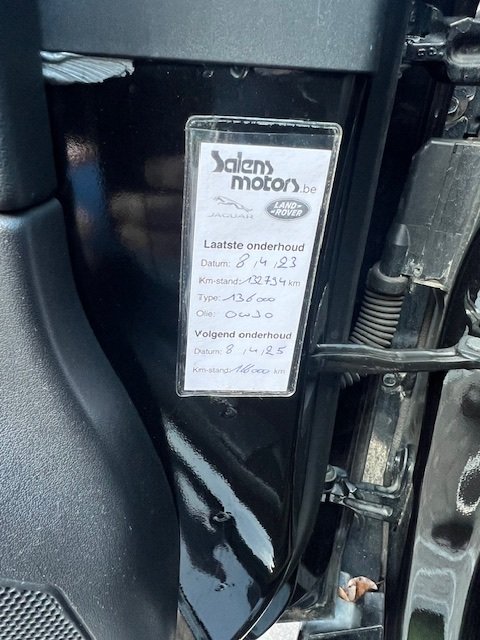 Salens
motors.be
JAGUAR LAND-ROVER
Laatste onderhoud
Datum: 8/4/23
Km-stand: 132794 km
Type: 136000
Olie: 0W30
Volgend onderhoud
Datum: 8/4/25
Km-stand: km